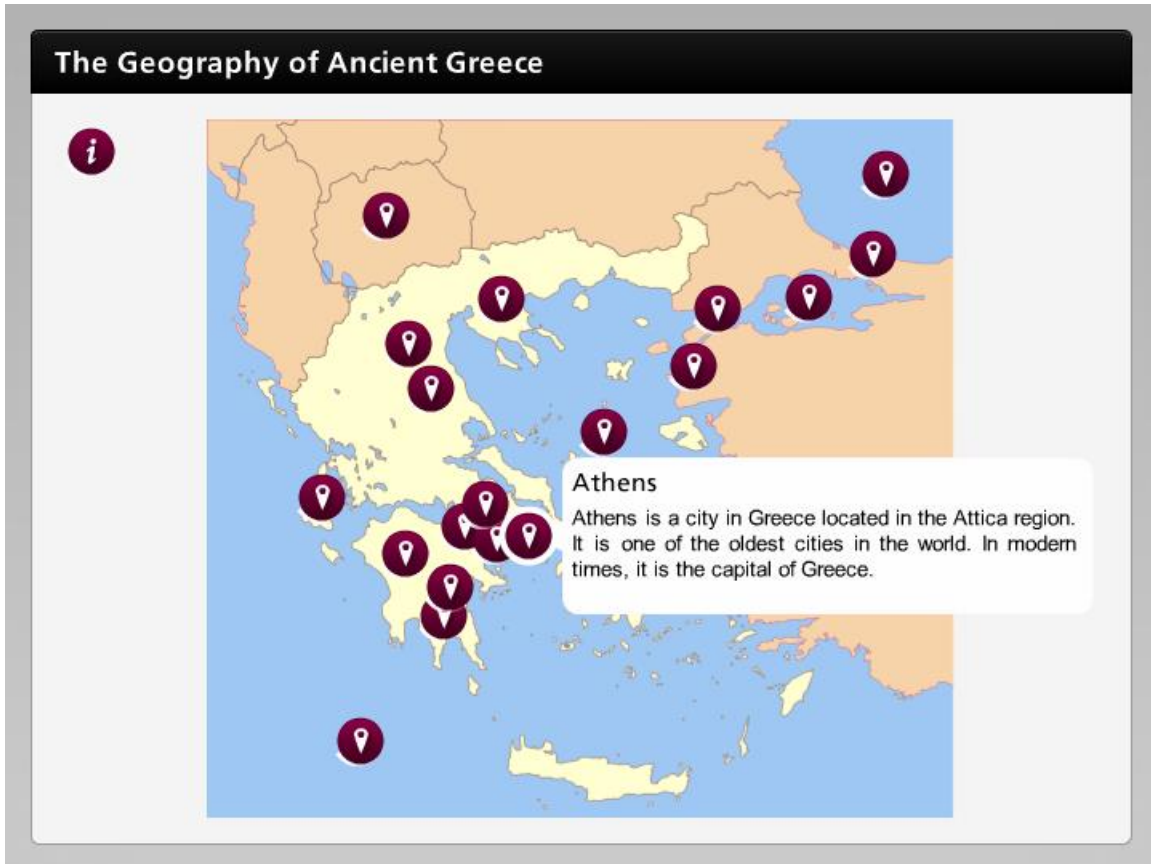 The Geography of Ancient Greece
i
Athens
Athens is a city in Greece located in the Attica region.
It is one of the oldest cities in the world. In modern
times, it is the capital of Greece.